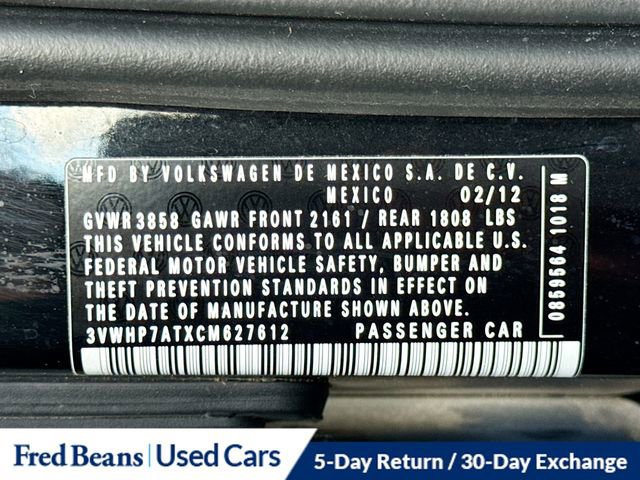 MFD BY VOLKSWAGEN DE MEXICO S.A. DE C.V.
MEXICO 02/12
GVWR 3858 GAWR FRONT 2161 / REAR 1808 LBS
THIS VEHICLE CONFORMS TO ALL APPLICABLE U.S.
FEDERAL MOTOR VEHICLE SAFETY, BUMPER AND
THEFT PREVENTION STANDARDS IN EFFECT ON THE
DATE OF MANUFACTURE SHOWN ABOVE.
3VWHP7ATXCM627612 PASSENGER CAR
0859564 1018 M
Fred Beans | Used Cars
5-Day Return / 30-Day Exchange